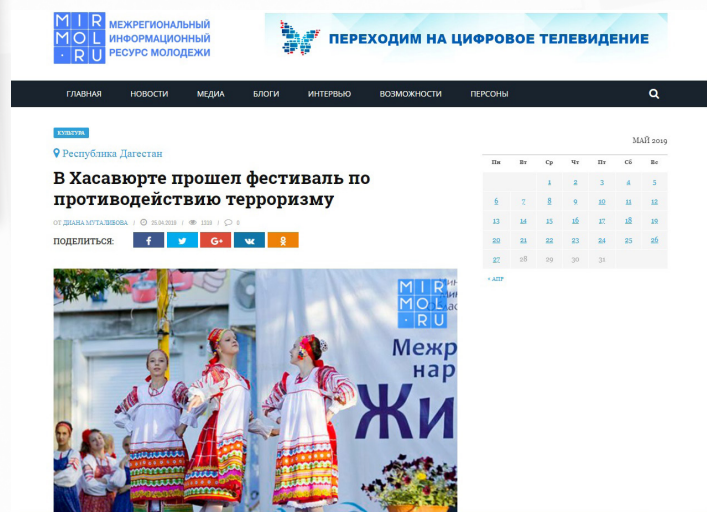 MIR
MOL
·RU
МЕЖРЕГИОНАЛЬНЫЙ
ИНФОРМАЦИОННЫЙ
РЕСУРС МОЛОДЕЖИ
ПЕРЕХОДИМ НА ЦИФРОВОЕ ТЕЛЕВИДЕНИЕ
ГЛАВНАЯ НОВОСТИ МЕДИА БЛОГИ ИНТЕРВЬЮ ВОЗМОЖНОСТИ ПЕРСОНЫ
КУЛЬТУРА
Республика Дагестан
В Хасавюрте прошел фестиваль по
противодействию терроризму
ОТ ДИАНА МУТАЛИБОВА / 25.04.2019 / / 0
ПОДЕЛИТЬСЯ:
МАЙ 2019
Пн Вт Ср Чт Пт Сб Вс
1 2 3 4 5
6 7 8 9 10 11 12
13 14 15 16 17 18 19
20 21 22 23 24 25 26
27 28 29 30 31
« АПР
MIR
MOL
·RU
Межр
нар
Жи